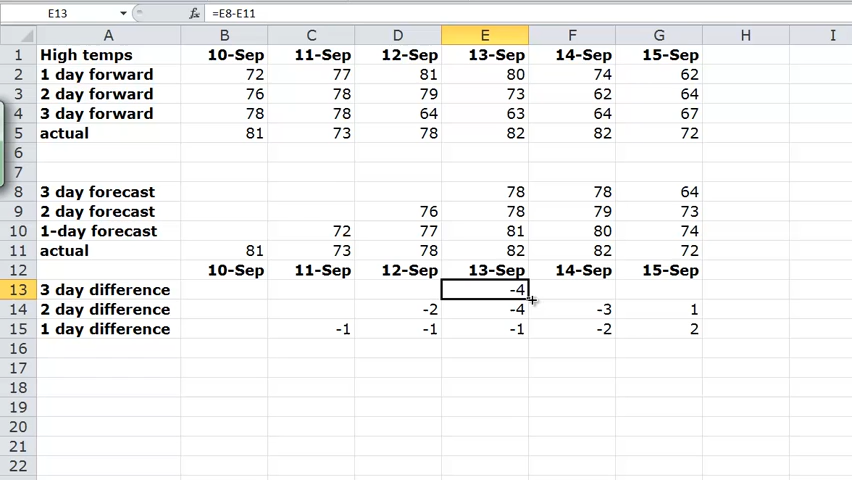 E13 fx =E8-E11
A B C D E F G H I
1 High temps 10-Sep 11-Sep 12-Sep 13-Sep 14-Sep 15-Sep
2 1 day forward 72 77 81 80 74 62
3 2 day forward 76 78 79 73 62 64
4 3 day forward 78 78 64 63 64 67
5 actual 81 73 78 82 82 72
6
7
8 3 day forecast 78 78 64
9 2 day forecast 76 78 79 73
10 1-day forecast 72 77 81 80 74
11 actual 81 73 78 82 82 72
12 10-Sep 11-Sep 12-Sep 13-Sep 14-Sep 15-Sep
13 3 day difference -4
14 2 day difference -2 -4 -3 1
15 1 day difference -1 -1 -1 -2 2
16
17
18
19
20
21
22